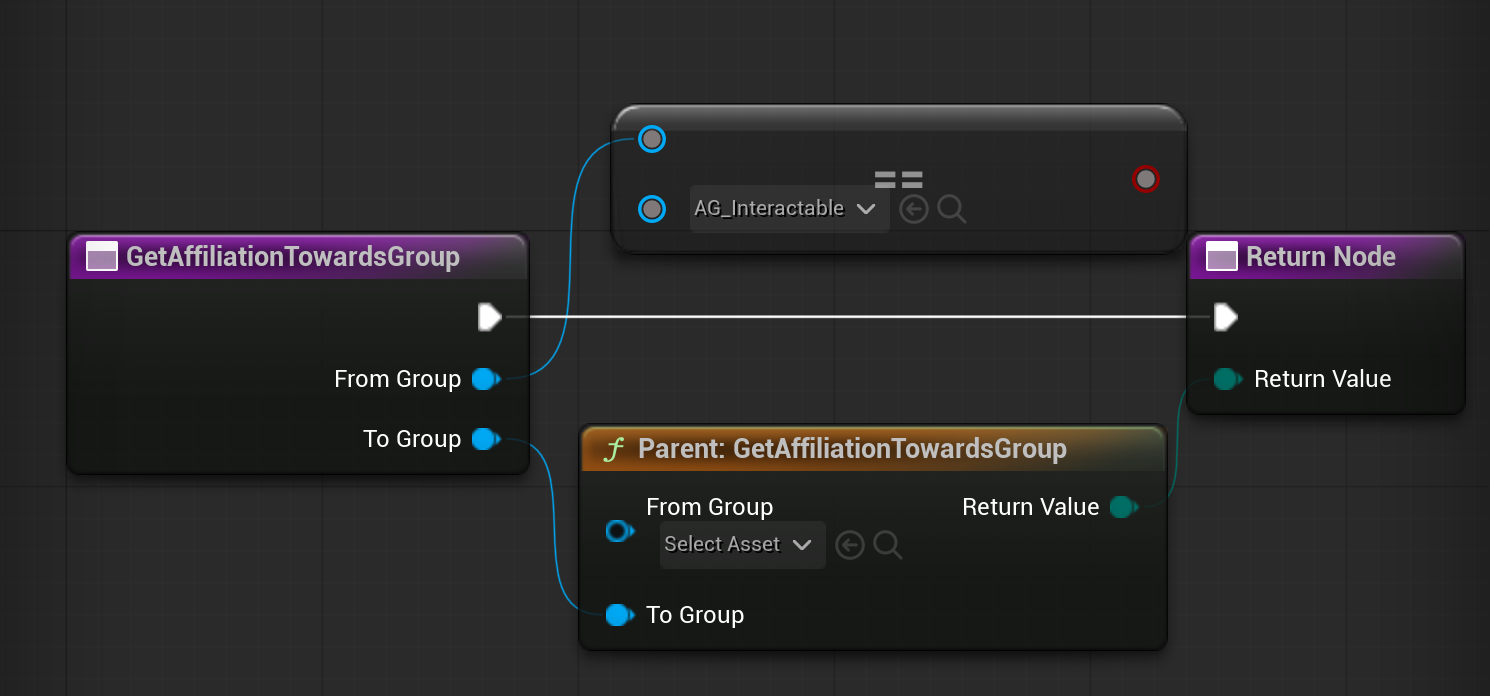 ==
AG_Interactable
GetAffiliationTowardsGroup
Return Node
From Group
Return Value
To Group
f Parent: GetAffiliationTowardsGroup
From Group
Return Value
Select Asset
To Group